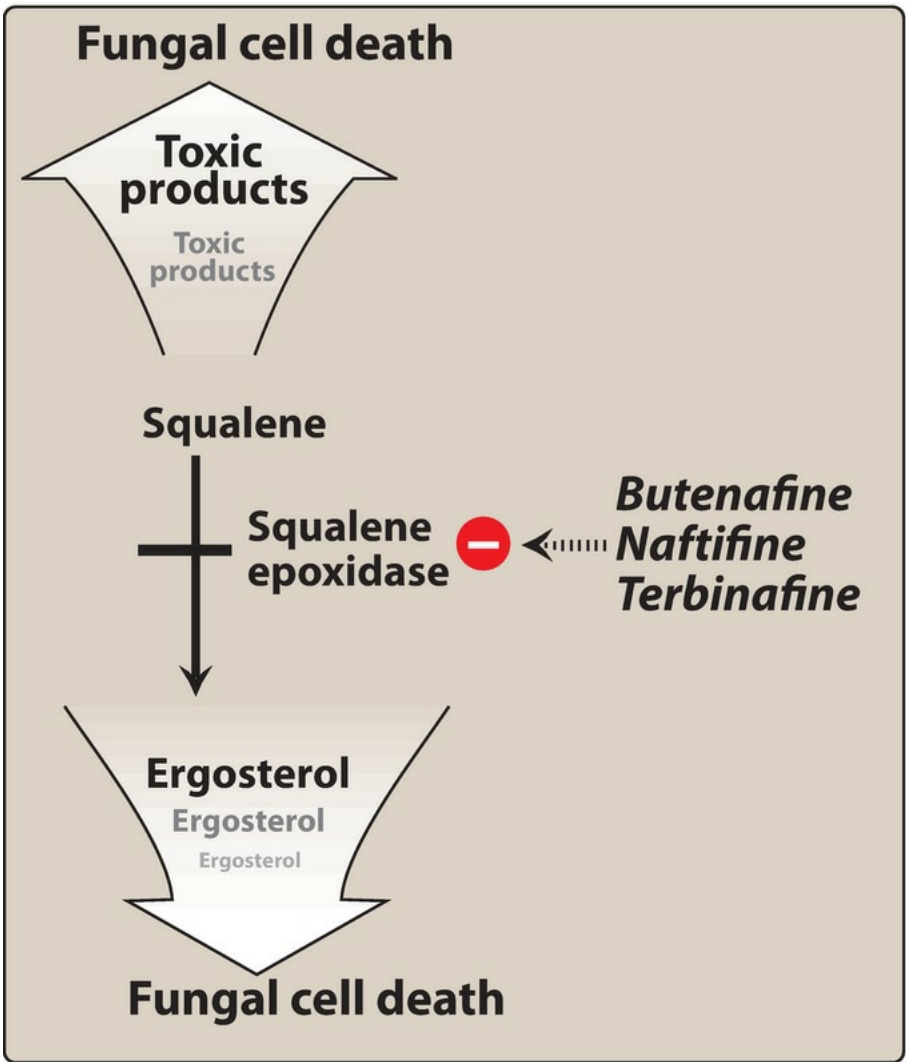 Fungal cell death
Toxic
products
Toxic
products
Squalene
Squalene
epoxidase
Butenafine
Naftifine
Terbinafine
Ergosterol
Ergosterol
Ergosterol
Fungal cell death